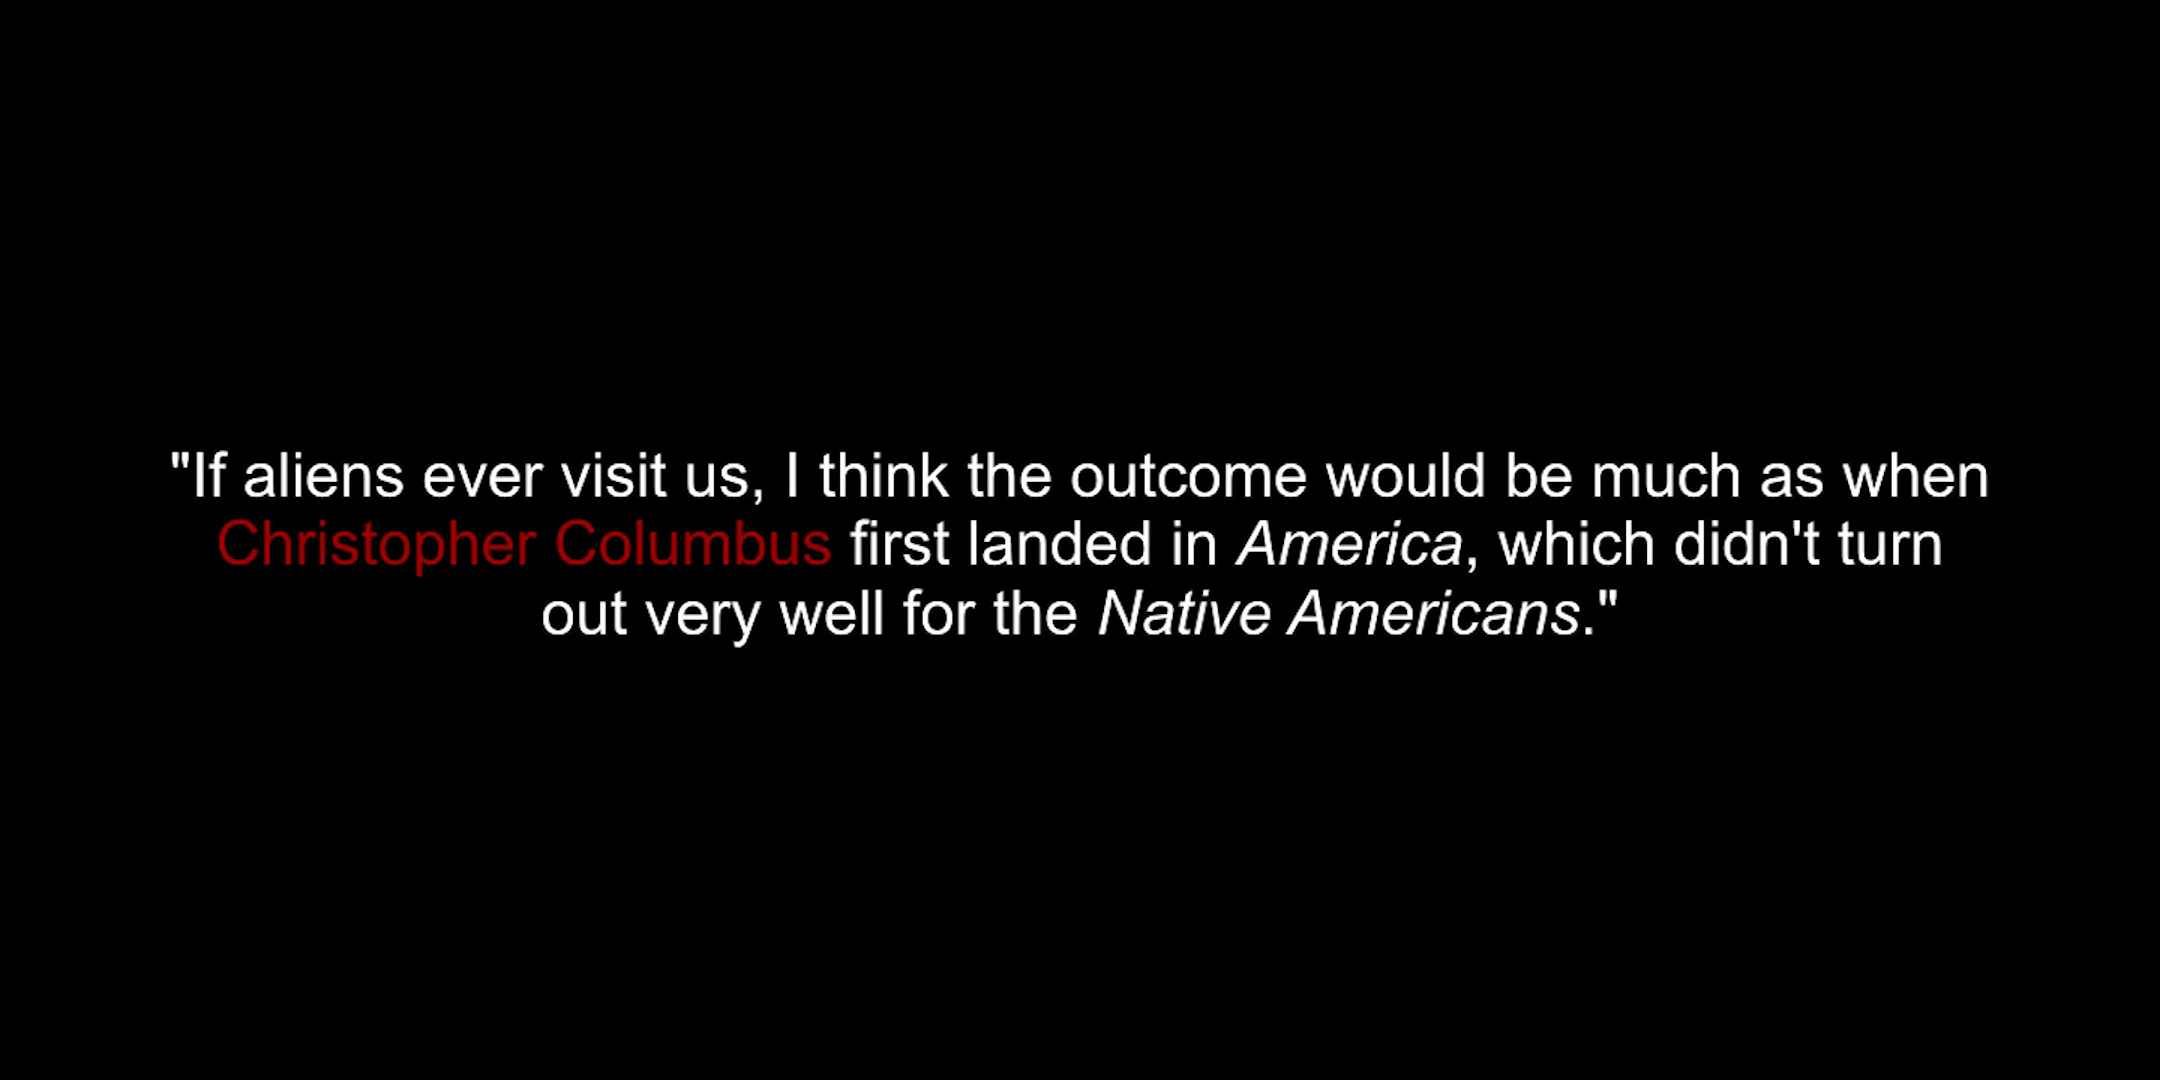 "If aliens ever visit us, I think the outcome would be much as when
Christopher Columbus first landed in America, which didn't turn
out very well for the Native Americans."